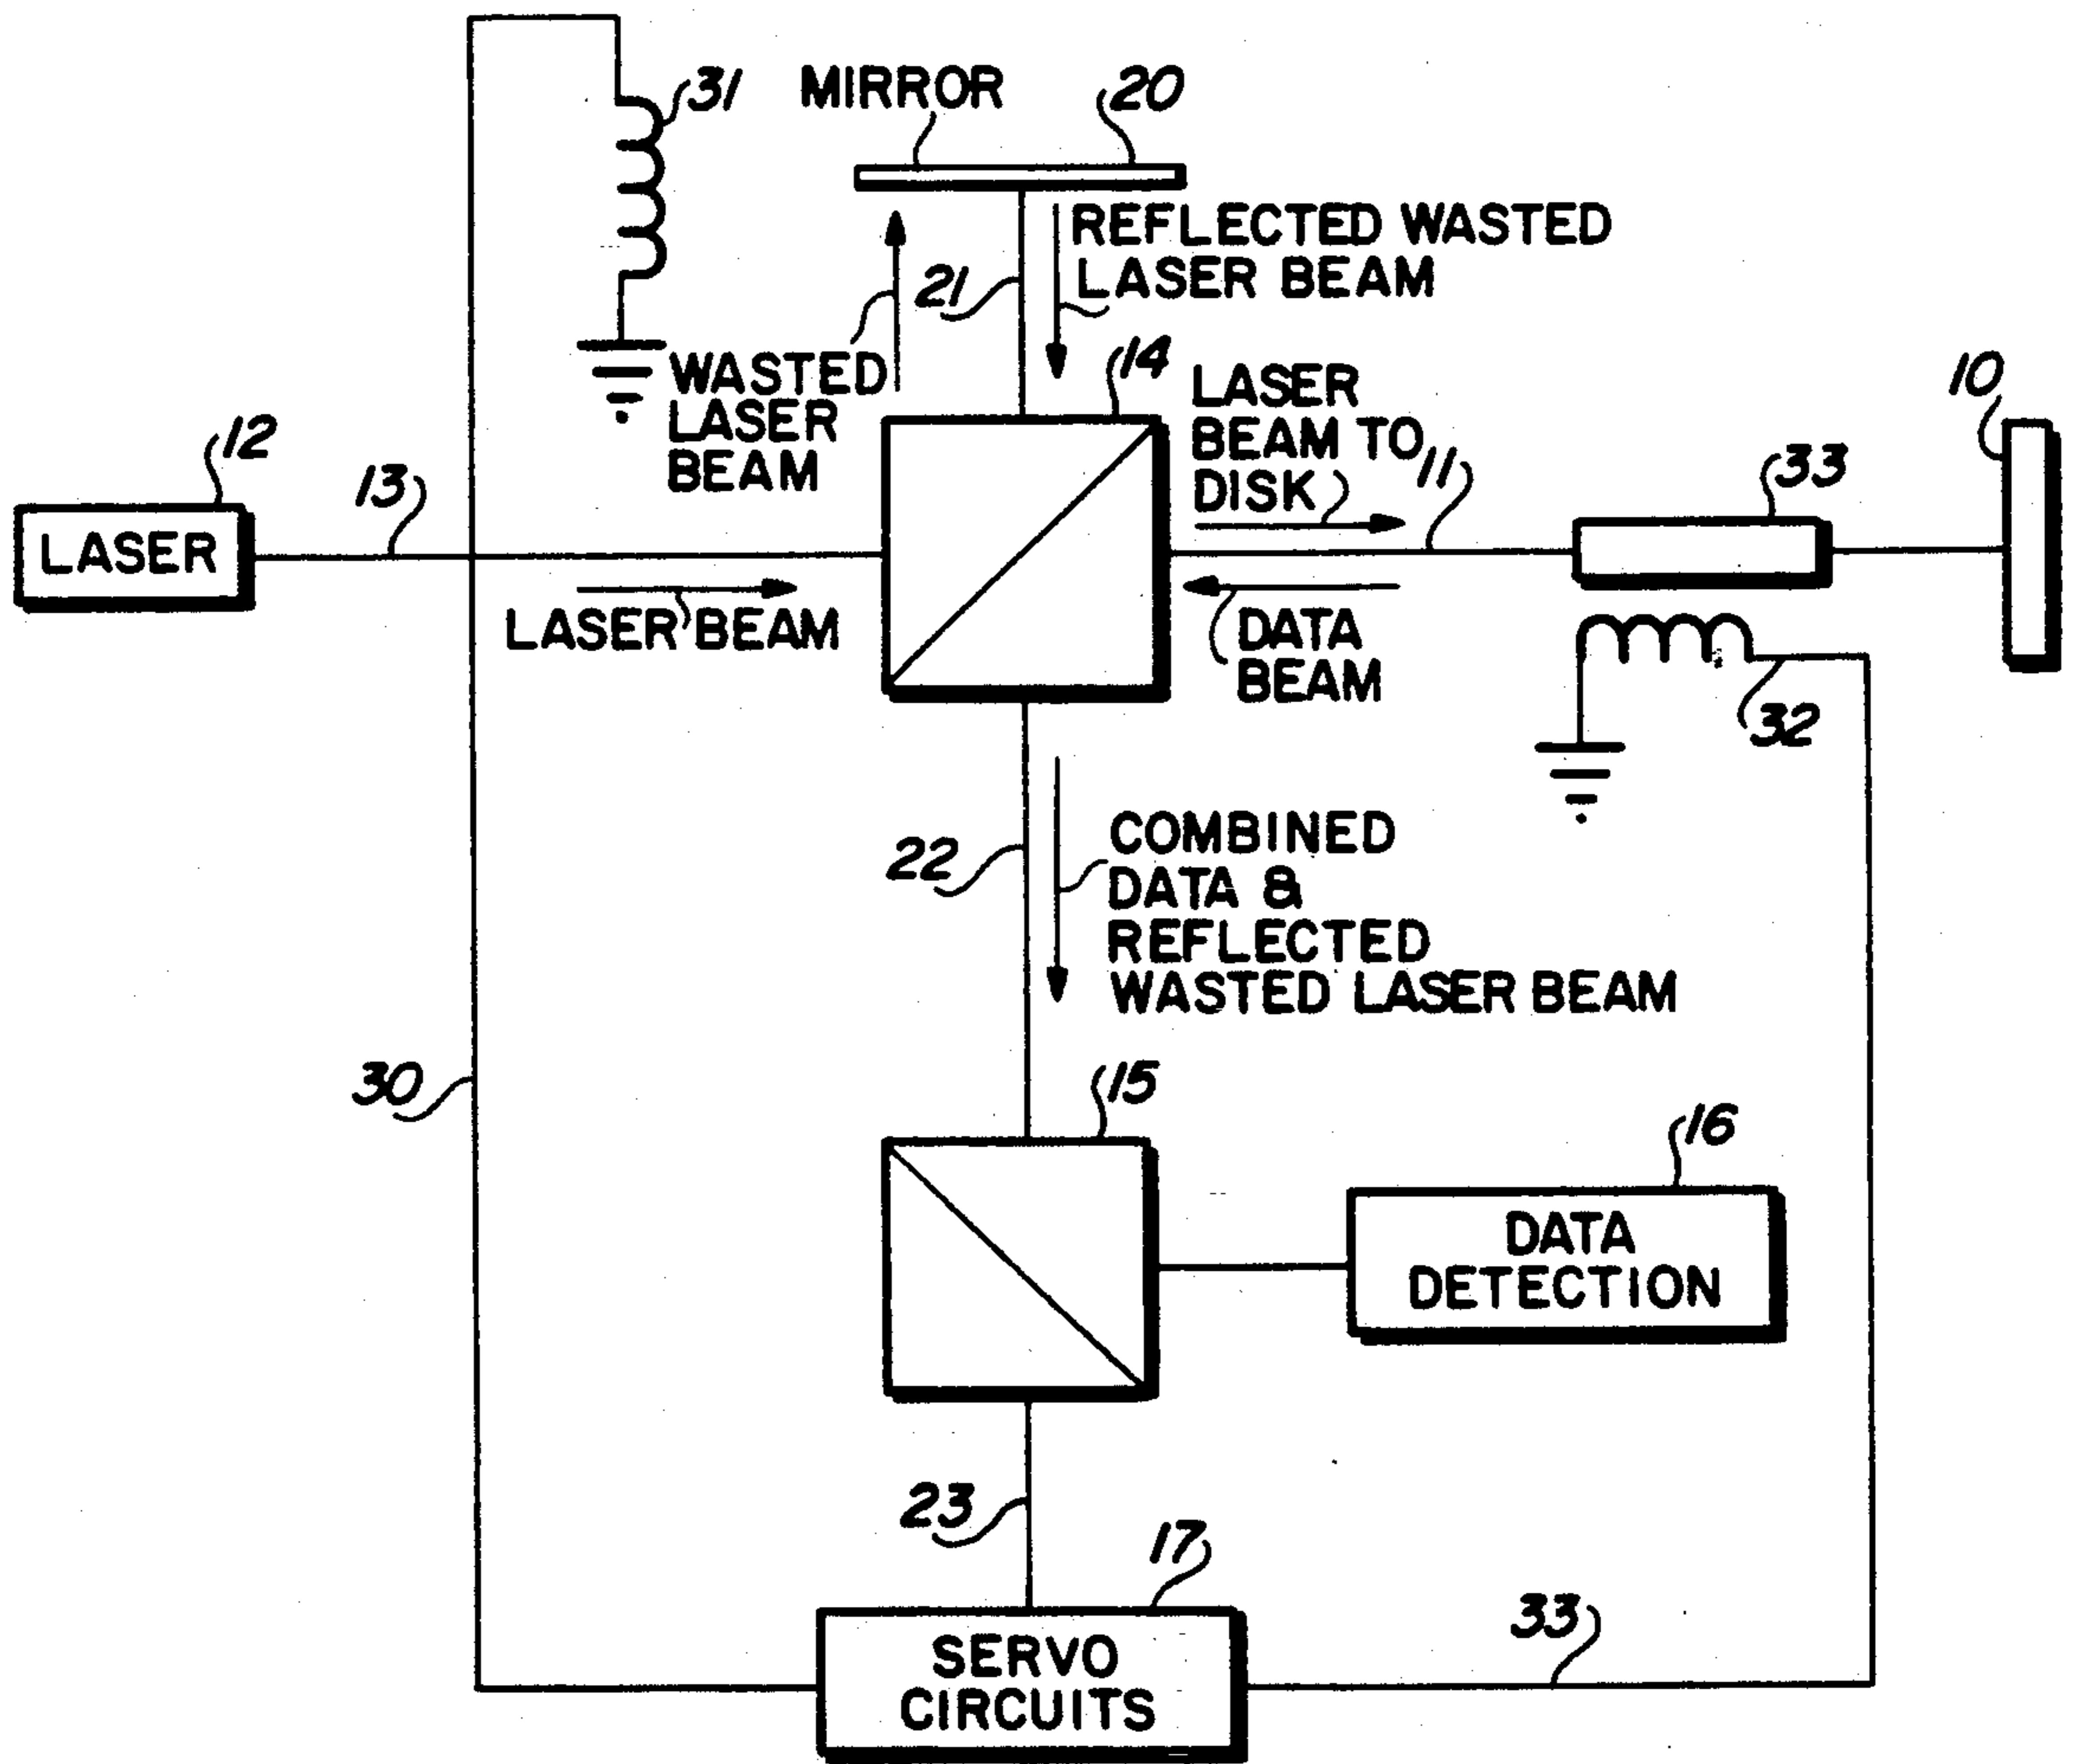 31
MIRROR
20
REFLECTED WASTED
LASER BEAM
21
WASTED
LASER
BEAM
14
LASER
BEAM TO
DISK
11
10
33
12
LASER
13
LASER BEAM
DATA
BEAM
32
22
COMBINED
DATA &
REFLECTED
WASTED LASER BEAM
30
15
16
DATA
DETECTION
23
17
33
SERVO
CIRCUITS